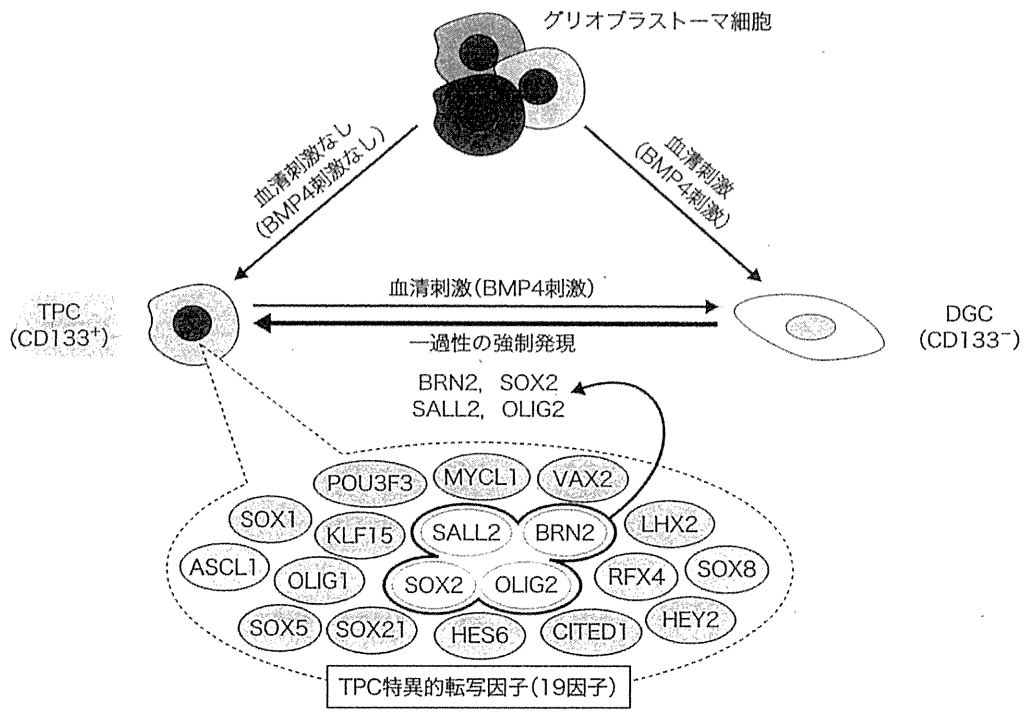 グリオブラストーマ細胞
血清刺激なし
(BMP4刺激なし)
血清刺激
(BMP4刺激)
TPC
(CD133⁺)
血清刺激(BMP4刺激)
一過性の強制発現
DGC
(CD133⁻)
BRN2, SOX2
SALL2, OLIG2
POU3F3
MYCL1
VAX2
SOX1
KLF15
SALL2
BRN2
LHX2
ASCL1
OLIG1
SOX2
OLIG2
RFX4
SOX8
SOX5
SOX21
HES6
CITED1
HEY2
TPC特異的転写因子(19因子)